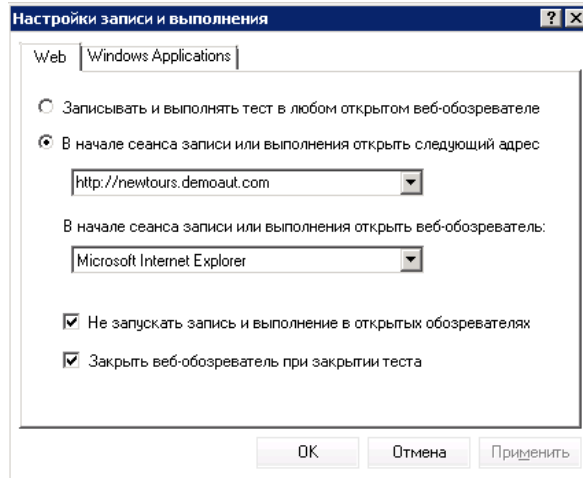 Настройки записи и выполнения
Web Windows Applications
Записывать и выполнять тест в любом открытом веб-обозревателе
В начале сеанса записи или выполнения открыть следующий адрес
http://newtours.demoaut.com
В начале сеанса записи или выполнения открыть веб-обозреватель:
Microsoft Internet Explorer
Не запускать запись и выполнение в открытых обозревателях
Закрыть веб-обозреватель при закрытии теста
OK Отмена Применить